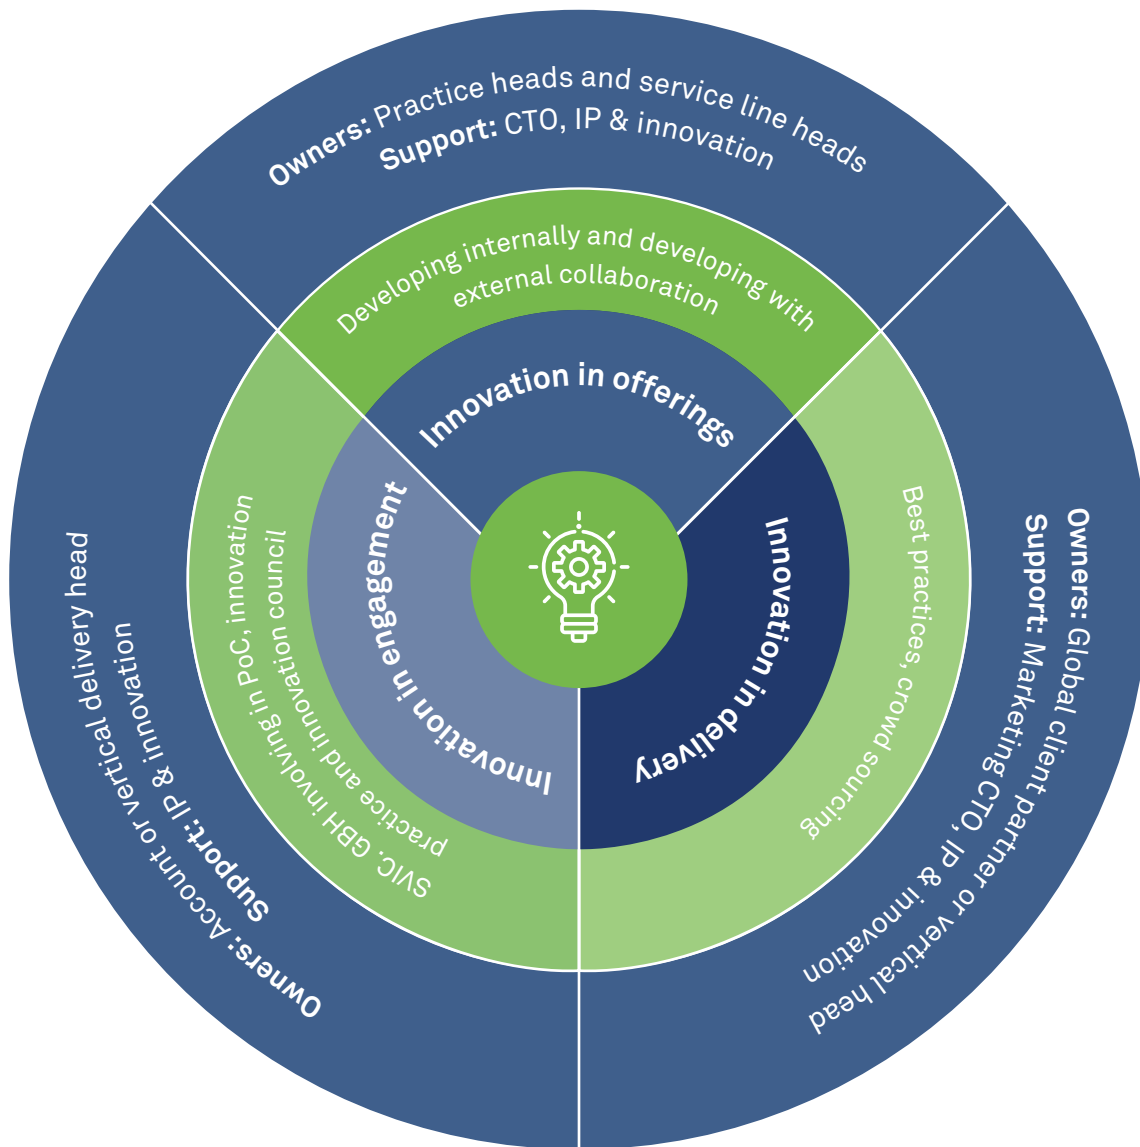 Owners: Practice heads and service line heads
Support: CTO, IP & innovation
Developing internally and developing with
external collaboration
Innovation in offerings
Innovation in delivery
Best practices, crowd sourcing
Owners: Global client partner or vertical head
Support: Marketing CTO, IP & innovation
Innovation in engagement
SVIC, GBH involving in PoC, innovation
practice and innovation council
Owners: Account or vertical delivery head
Support: IP & innovation